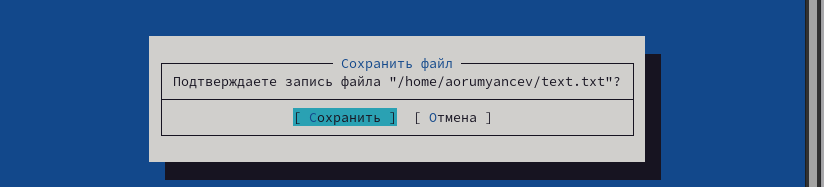 Сохранить файл
Подтверждаете запись файла "/home/aorumyancev/text.txt"?
[ Сохранить ] [ Отмена ]